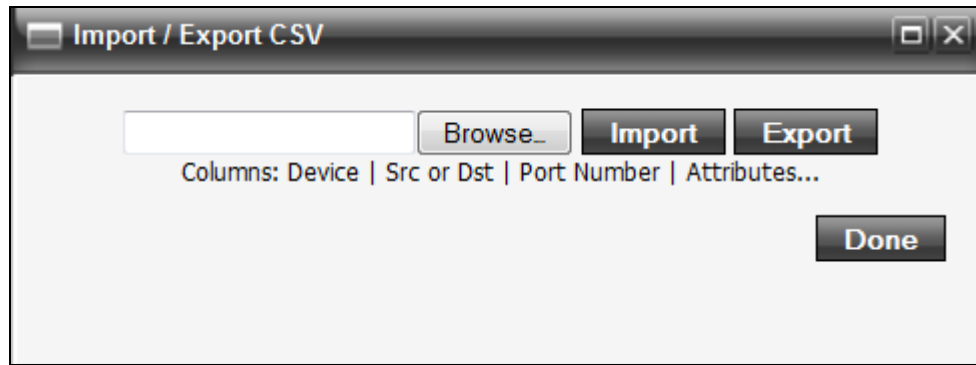 Import / Export CSV
Browse… Import Export
Columns: Device | Src or Dst | Port Number | Attributes...
Done